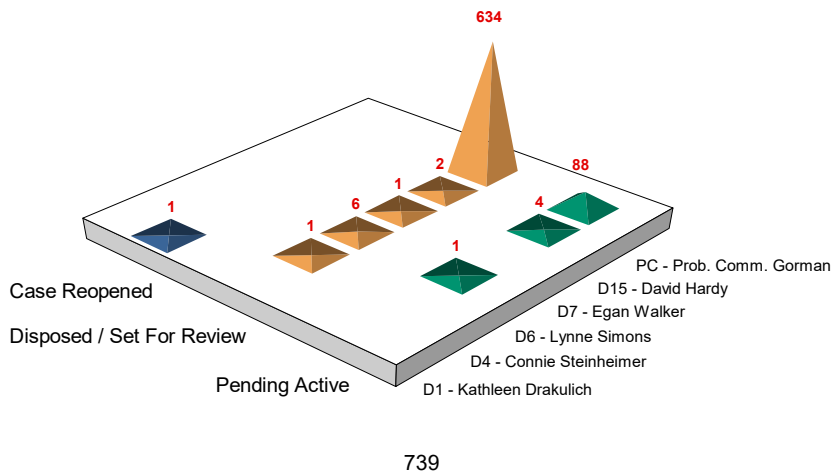 634
88
2
1
1
6
4
1
1
PC - Prob. Comm. Gorman
D15 - David Hardy
Case Reopened
D7 - Egan Walker
Disposed / Set For Review
D6 - Lynne Simons
D4 - Connie Steinheimer
Pending Active
D1 - Kathleen Drakulich
739